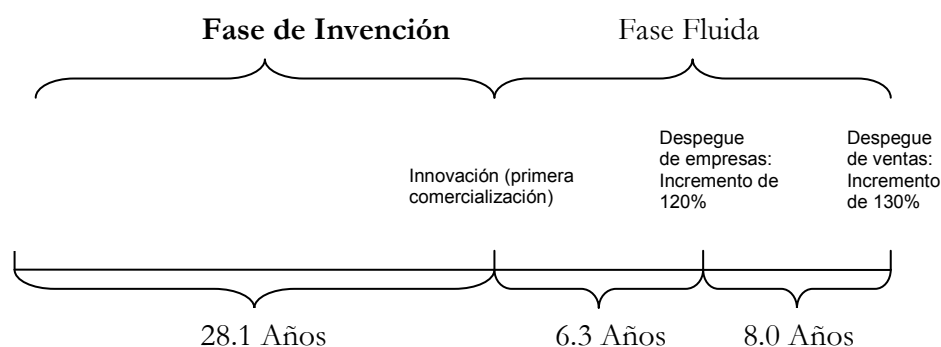 Fase de Invención
Fase Fluida
Innovación (primera
comercialización)
Despegue
de empresas:
Incremento de
120%
Despegue
de ventas:
Incremento
de 130%
28.1 Años
6.3 Años
8.0 Años